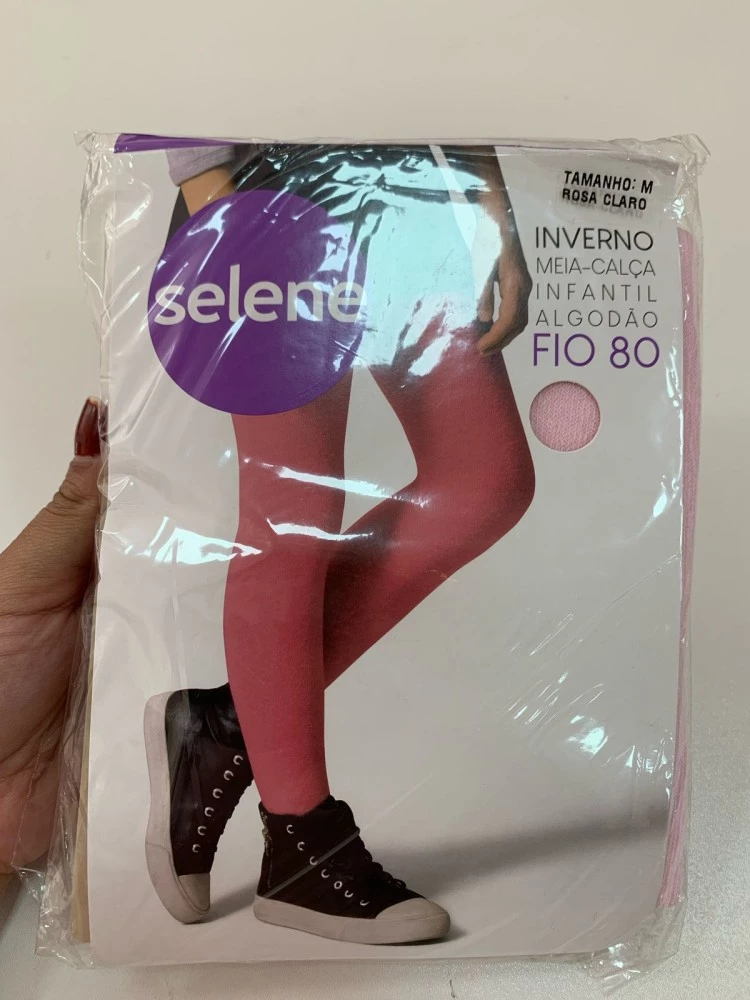 selene
TAMANHO: M
ROSA CLARO
INVERNO
MEIA-CALÇA
INFANTIL
ALGODÃO
FIO 80